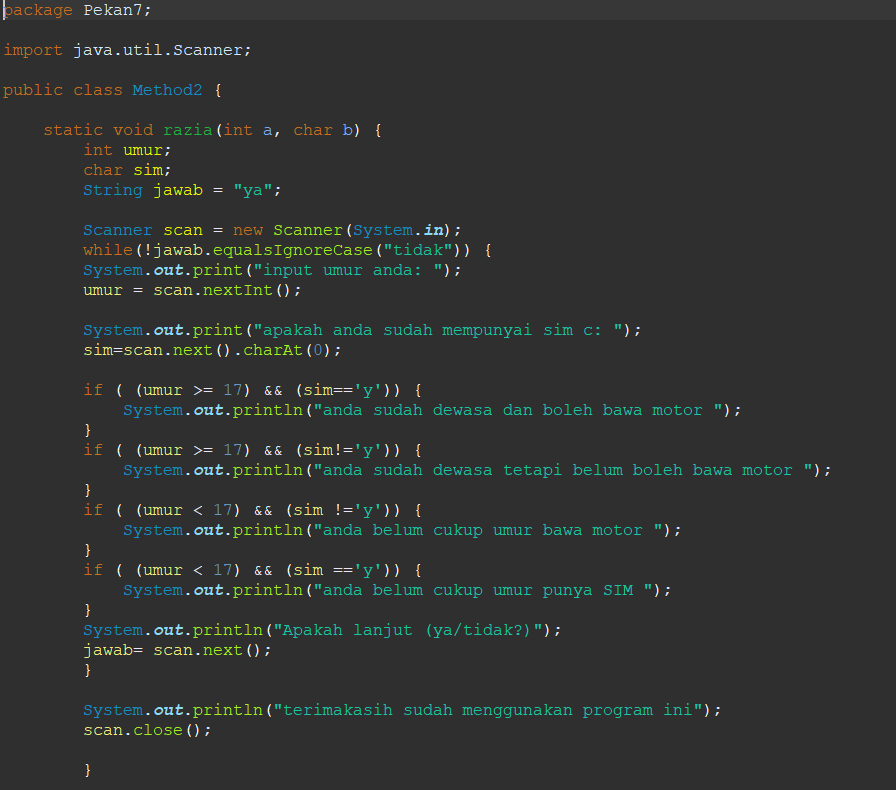 package Pekan7;
import java.util.Scanner;
public class Method2 {
static void razia(int a, char b) {
int umur;
char sim;
String jawab = "ya";
Scanner scan = new Scanner(System.in);
while(!jawab.equalsIgnoreCase("tidak")) {
System.out.print("input umur anda: ");
umur = scan.nextInt();
System.out.print("apakah anda sudah mempunyai sim c: ");
sim=scan.next().charAt(0);
if ( (umur >= 17) && (sim=='y')) {
System.out.println("anda sudah dewasa dan boleh bawa motor ");
}
if ( (umur >= 17) && (sim!='y')) {
System.out.println("anda sudah dewasa tetapi belum boleh bawa motor ");
}
if ( (umur < 17) && (sim !='y')) {
System.out.println("anda belum cukup umur bawa motor ");
}
if ( (umur < 17) && (sim =='y')) {
System.out.println("anda belum cukup umur punya SIM ");
}
System.out.println("Apakah lanjut (ya/tidak?)");
jawab= scan.next();
}
System.out.println("terimakasih sudah menggunakan program ini");
scan.close();
}